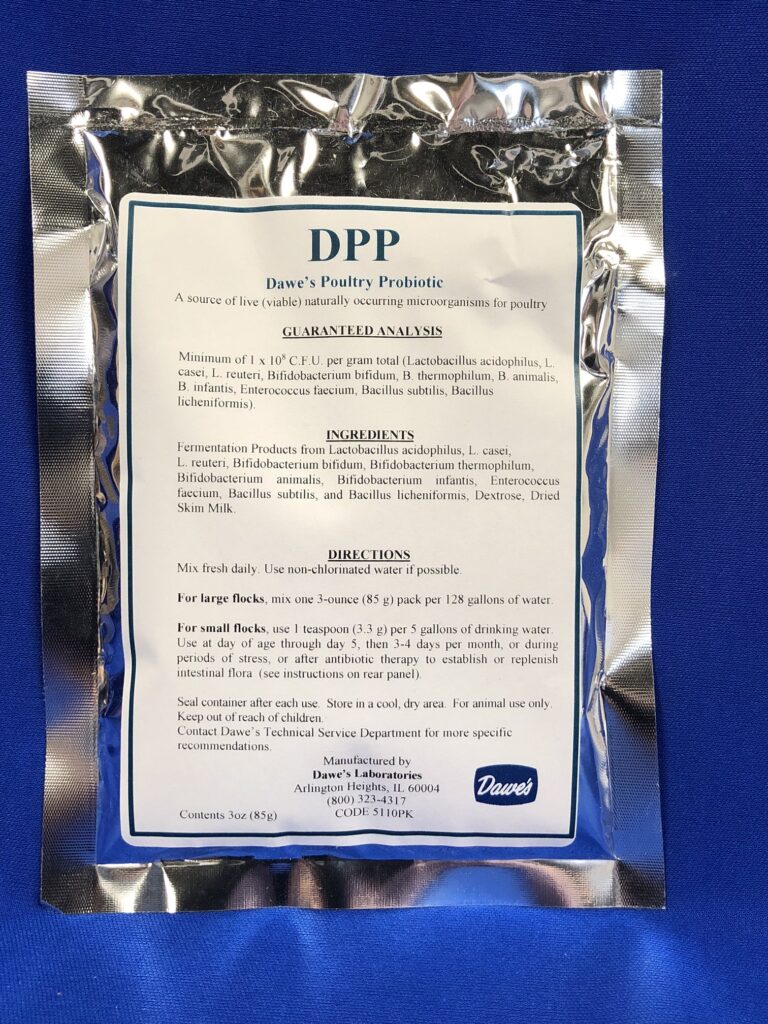 DPP
Dawe's Poultry Probiotic
A source of live (viable) naturally occurring microorganisms for poultry
GUARANTEED ANALYSIS
Minimum of 1 x 10⁸ C.F.U. per gram total (Lactobacillus acidophilus, L.
casei, L. reuteri, Bifidobacterium bifidum, B. thermophilum, B. animalis,
B. infantis, Enterococcus faecium, Bacillus subtilis, Bacillus
licheniformis).
INGREDIENTS
Fermentation Products from Lactobacillus acidophilus, L. casei,
L. reuteri, Bifidobacterium bifidum, Bifidobacterium thermophilum,
Bifidobacterium animalis, Bifidobacterium infantis, Enterococcus
faecium, Bacillus subtilis, and Bacillus licheniformis, Dextrose, Dried
Skim Milk.
DIRECTIONS
Mix fresh daily. Use non-chlorinated water if possible.
For large flocks, mix one 3-ounce (85 g) pack per 128 gallons of water.
For small flocks, use 1 teaspoon (3.3 g) per 5 gallons of drinking water.
Use at day of age through day 5, then 3-4 days per month, or during
periods of stress, or after antibiotic therapy to establish or replenish
intestinal flora (see instructions on rear panel).
Seal container after each use. Store in a cool, dry area. For animal use only.
Keep out of reach of children.
Contact Dawe's Technical Service Department for more specific
recommendations.
Manufactured by
Dawe's Laboratories
Arlington Heights, IL 60004
(800) 323-4317
Contents 3oz (85g) CODE 5110PK
Dawe's